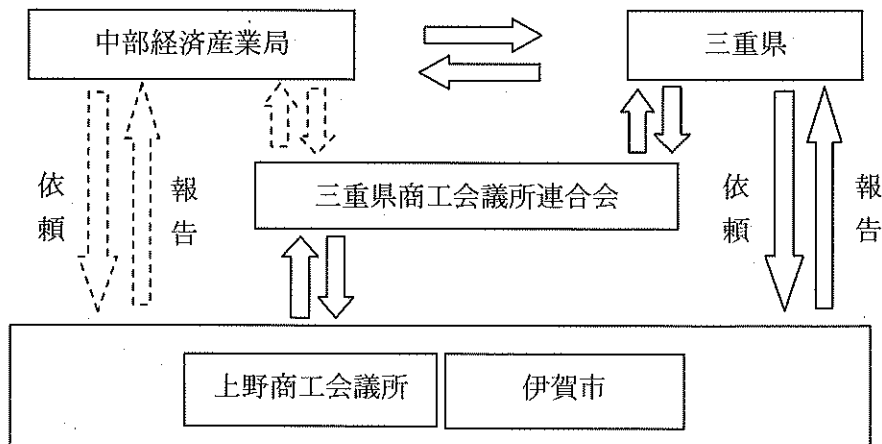 中部経済産業局
三重県
三重県商工会議所連合会
依頼
報告
依頼
報告
上野商工会議所
伊賀市